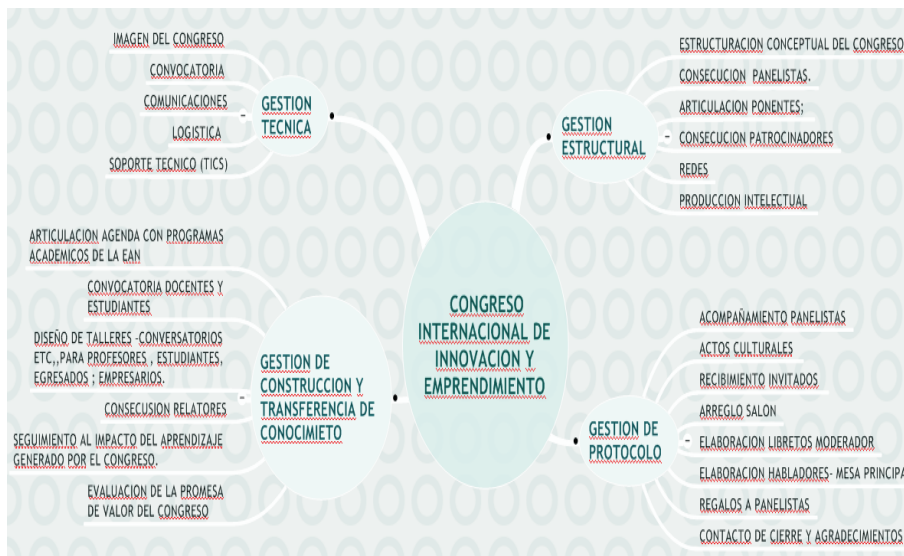 IMAGEN DEL CONGRESO
CONVOCATORIA
COMUNICACIONES
LOGISTICA
SOPORTE TECNICO (TICS)
GESTION
TECNICA
ESTRUCTURACION CONCEPTUAL DEL CONGRESO
CONSECUCION PANELISTAS.
ARTICULACION PONENTES;
CONSECUCION PATROCINADORES
REDES
PRODUCCION INTELECTUAL
GESTION
ESTRUCTURAL
CONGRESO
INTERNACIONAL DE
INNOVACION Y
EMPRENDIMIENTO
ARTICULACION AGENDA CON PROGRAMAS
ACADEMICOS DE LA EAN
CONVOCATORIA DOCENTES Y
ESTUDIANTES
DISEÑO DE TALLERES -CONVERSATORIOS
ETC,,PARA PROFESORES , ESTUDIANTES,
EGRESADOS ; EMPRESARIOS.
CONSECUSION RELATORES
SEGUIMIENTO AL IMPACTO DEL APRENDIZAJE
GENERADO POR EL CONGRESO.
EVALUACION DE LA PROMESA
DE VALOR DEL CONGRESO
GESTION DE
CONSTRUCCION Y
TRANSFERENCIA DE
CONOCIMIETO
GESTION DE
PROTOCOLO
ACOMPAÑAMIENTO PANELISTAS
ACTOS CULTURALES
RECIBIMIENTO INVITADOS
ARREGLO SALON
ELABORACION LIBRETOS MODERADOR
ELABORACION HABLADORES- MESA PRINCIPA
REGALOS A PANELISTAS
CONTACTO DE CIERRE Y AGRADECIMIENTOS